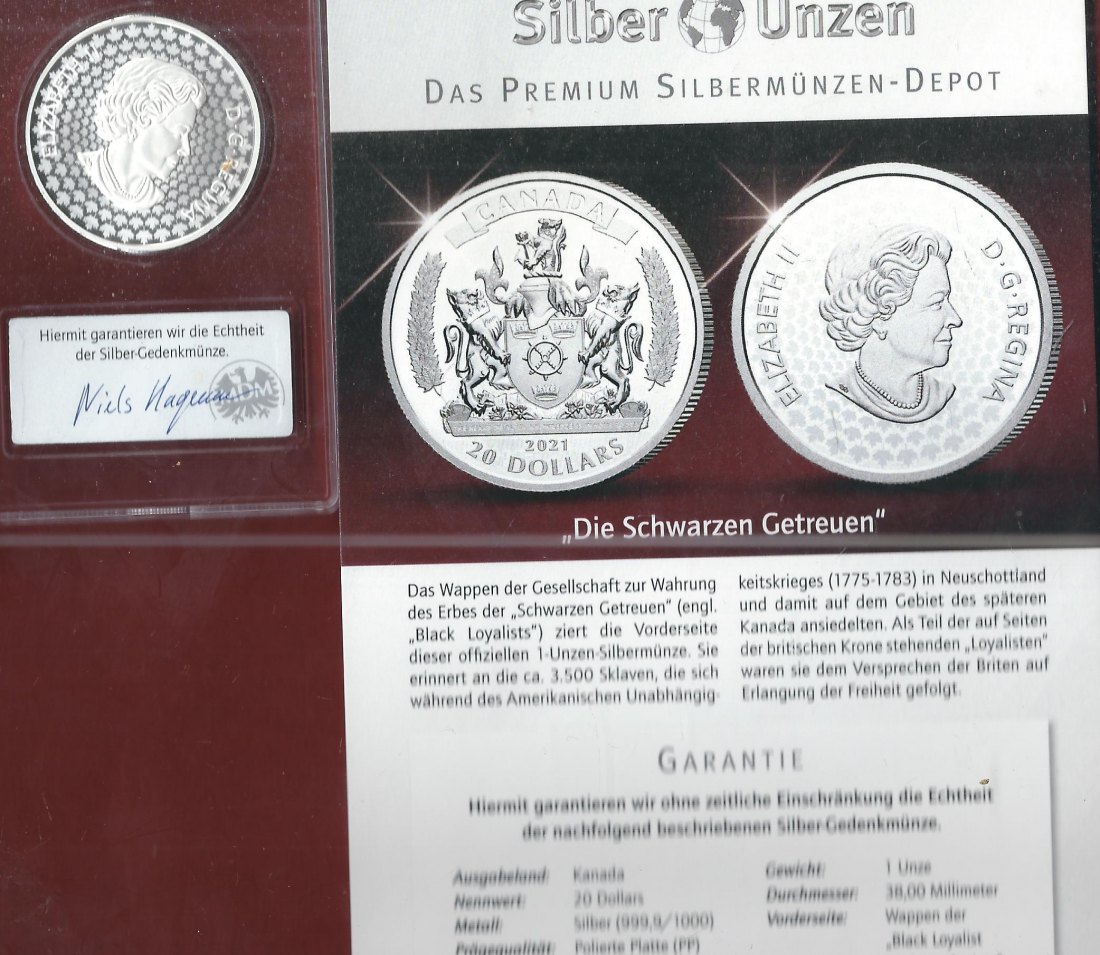 ELIZABETH II
D·G·REGINA
Hiermit garantieren wir die Echtheit
der Silber-Gedenkmünze.
Niels
DM
Silber Unzen
DAS PREMIUM SILBERMÜNZEN-DEPOT
CANADA
2021
20 DOLLARS
ELIZABETH II
D·G·REGINA
„Die Schwarzen Getreuen“
Das Wappen der Gesellschaft zur Wahrung
des Erbes der „Schwarzen Getreuen“ (engl.
„Black Loyalists“) ziert die Vorderseite
dieser offiziellen 1-Unzen-Silbermünze. Sie
erinnert an die ca. 3.500 Sklaven, die sich
während des Amerikanischen Unabhängig-
keitskrieges (1775-1783) in Neuschottland
und damit auf dem Gebiet des späteren
Kanada ansiedelten. Als Teil der auf Seiten
der britischen Krone stehenden „Loyalisten“
waren sie dem Versprechen der Briten auf
Erlangung der Freiheit gefolgt.
GARANTIE
Hiermit garantieren wir ohne zeitliche Einschränkung die Echtheit
der nachfolgend beschriebenen Silber-Gedenkmünze.
Ausgabeland: Kanada
Nennwert: 20 Dollars
Metall: Silber (999,9/1000)
Prägequalität: Polierte Platte (PP)
Gewicht: 1 Unze
Durchmesser: 38,00 Millimeter
Vorderseite: Wappen der
„Black Loyalist